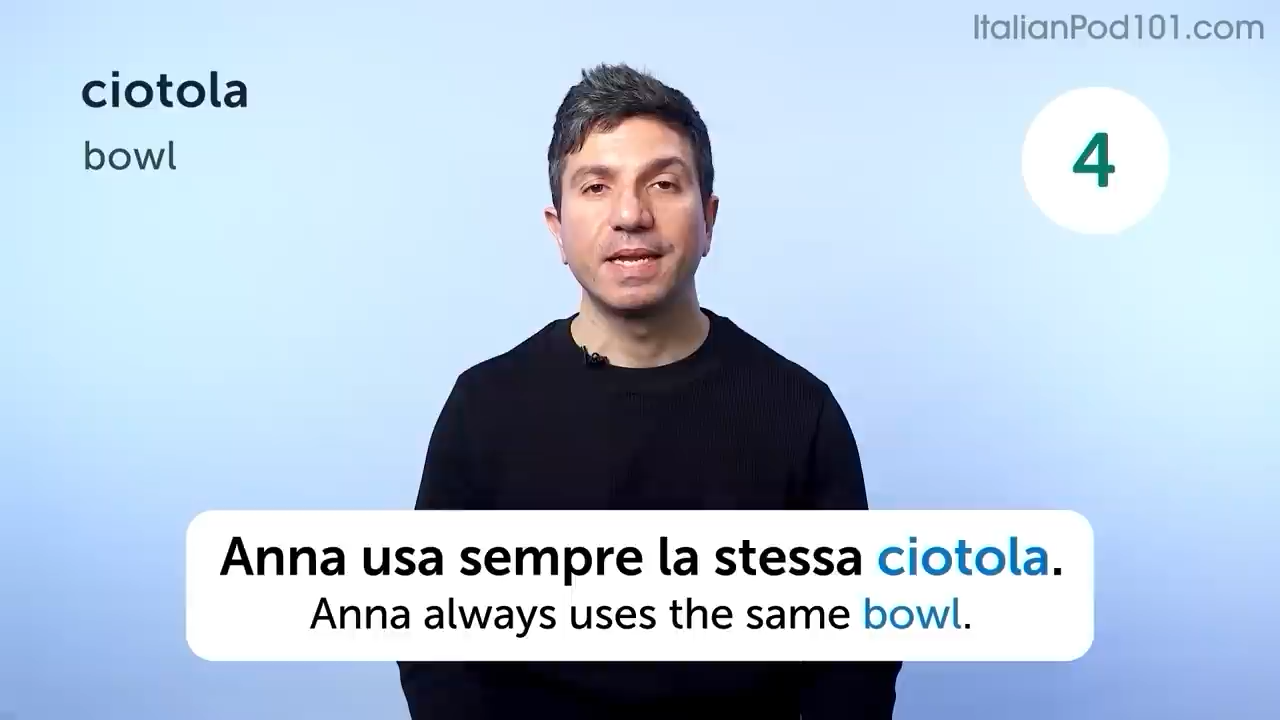 ItalianPod101.com
ciotola
bowl
4
Anna usa sempre la stessa ciotola.
Anna always uses the same bowl.